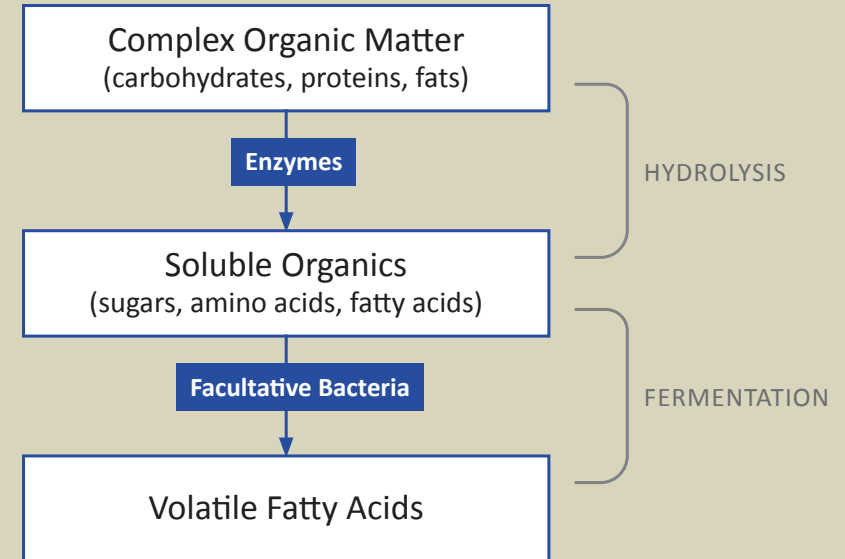 Complex Organic Matter
(carbohydrates, proteins, fats)
Enzymes
HYDROLYSIS
Soluble Organics
(sugars, amino acids, fatty acids)
Facultative Bacteria
FERMENTATION
Volatile Fatty Acids